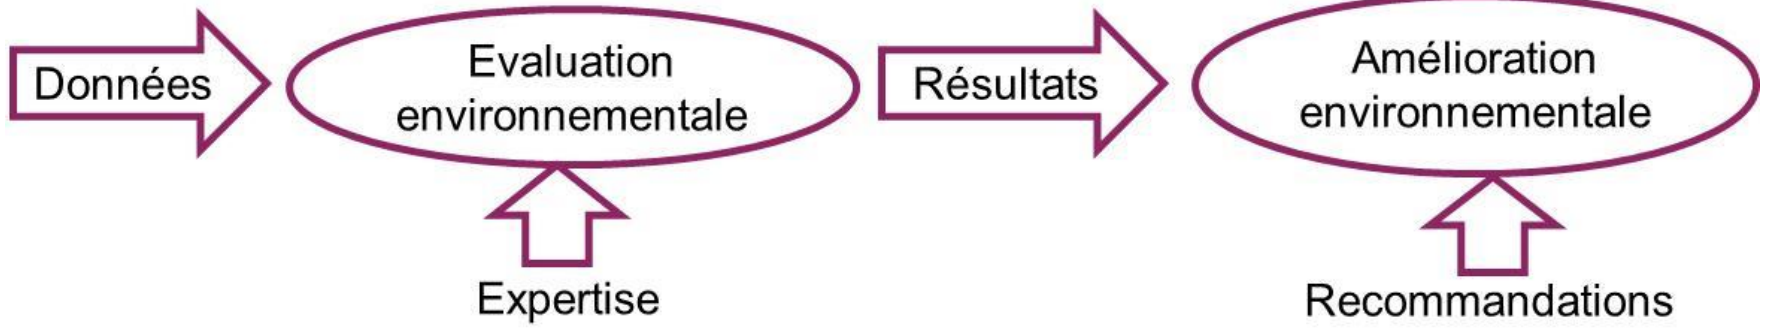 Données
Evaluation
environnementale
Résultats
Amélioration
environnementale
Expertise
Recommandations